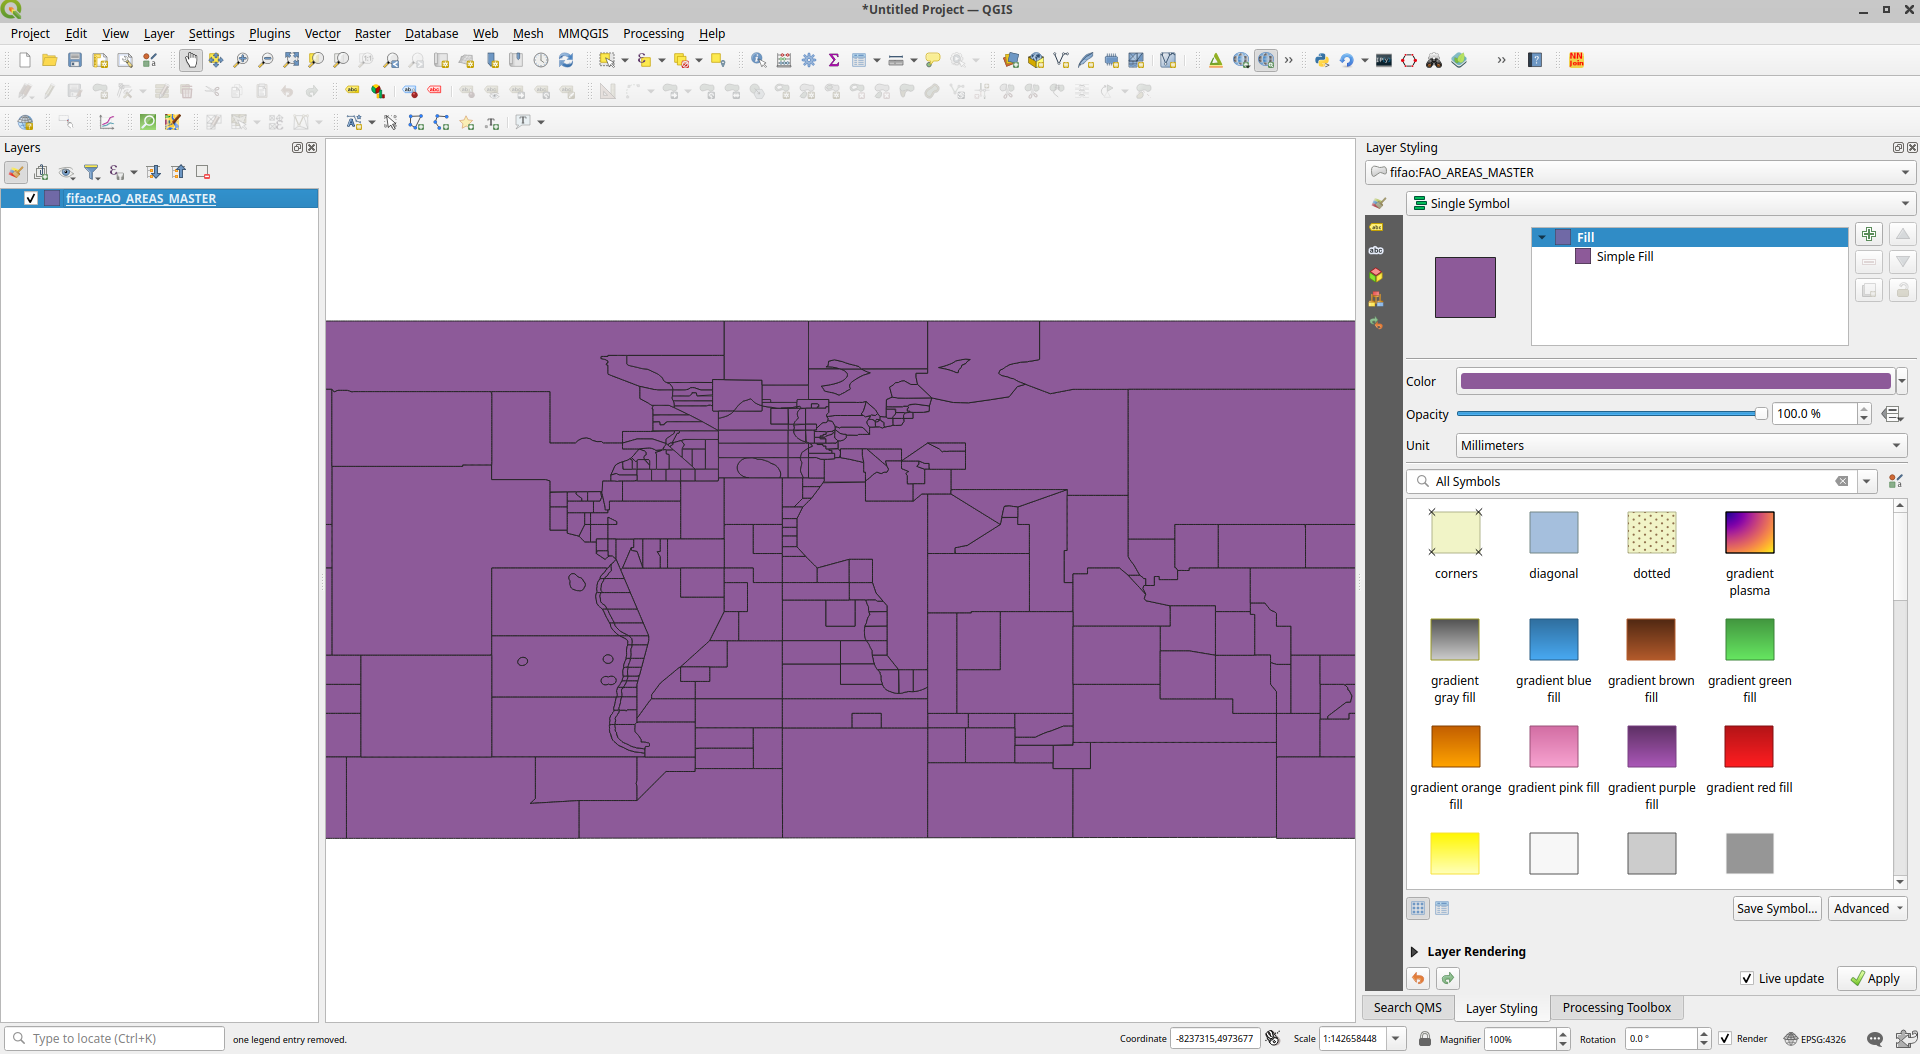 *Untitled Project — QGIS
Project Edit View Layer Settings Plugins Vector Raster Database Web Mesh MMQGIS Processing Help
Layers
fifao:FAO_AREAS_MASTER
Layer Styling
fifao:FAO_AREAS_MASTER
Single Symbol
Fill
Simple Fill
Color
Opacity 100.0 %
Unit Millimeters
All Symbols
corners diagonal dotted gradient plasma
gradient gray fill gradient blue fill gradient brown fill gradient green fill
gradient orange fill gradient pink fill gradient purple fill gradient red fill
Save Symbol... Advanced
Layer Rendering
Live update Apply
Search QMS Layer Styling Processing Toolbox
Type to locate (Ctrl+K) one legend entry removed. Coordinate -8237315,4973677 Scale 1:142658448 Magnifier 100% Rotation 0.0 ° Render EPSG:4326